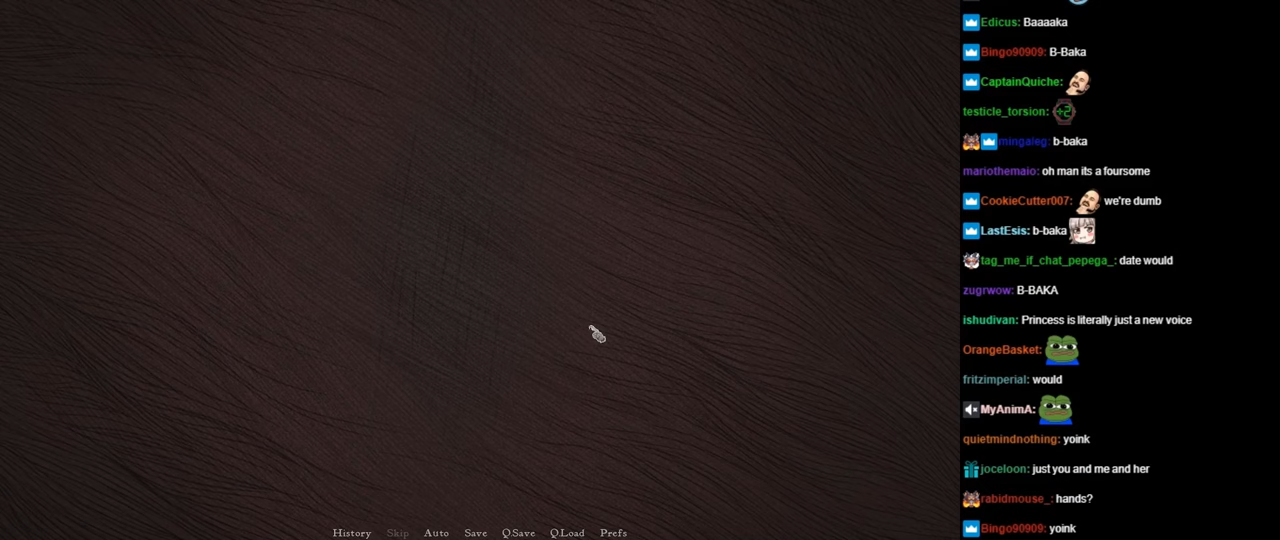 Edicus: Baaaaka
Bingo90909: B-Baka
CaptainQuiche:
testicle_torsion: +2
mingaleg: b-baka
mariothemaio: oh man its a foursome
CookieCutter007: we're dumb
LastEsis: b-baka
tag_me_if_chat_pepega_: date would
zugrwow: B-BAKA
ishudivan: Princess is literally just a new voice
OrangeBasket:
fritzimperial: would
MyAnimA:
quietmindnothing: yoink
joceloon: just you and me and her
rabidmouse_: hands?
Bingo90909: yoink
History Skip Auto Save Q.Save Q.Load Prefs